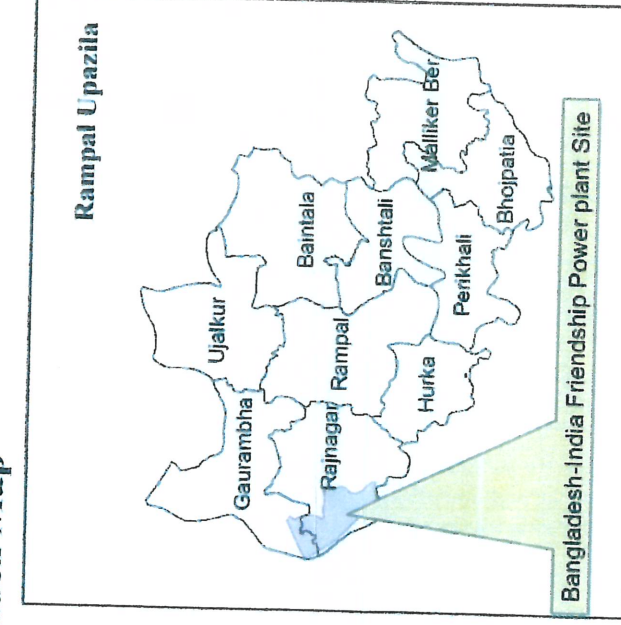 Rampal Upazila
Ujalkur
Gaurambha
Baintala
Rajnagar
Rampal
Banshtali
Hurka
Malliker Ber
Perikhali
Bhojpatia
Bangladesh-India Friendship Power plant Site